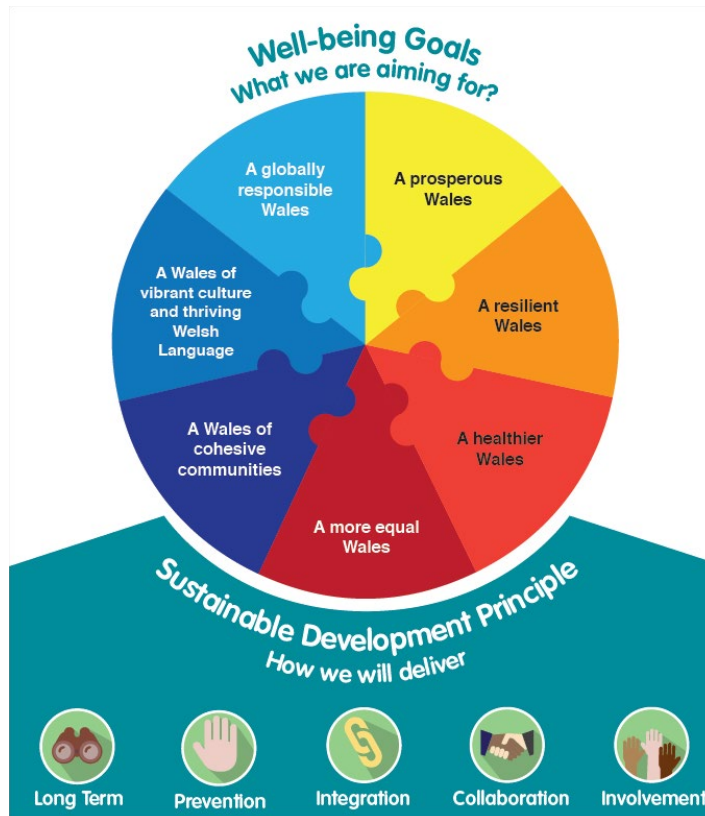 Well-being Goals
What we are aiming for?
A globally
responsible
Wales
A prosperous
Wales
A Wales of
vibrant culture
and thriving
Welsh
Language
A resilient
Wales
A Wales of
cohesive
communities
A healthier
Wales
A more equal
Wales
Sustainable Development Principle
How we will deliver
Long Term
Prevention
Integration
Collaboration
Involvement